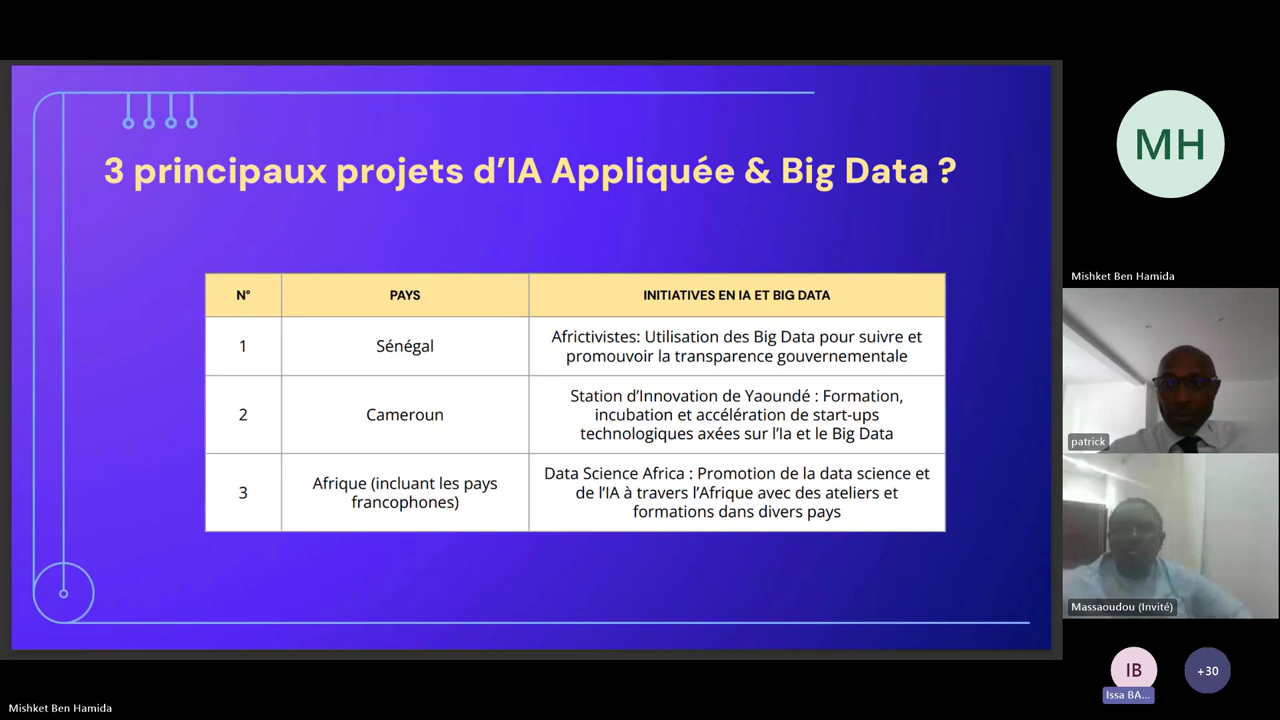 3 principaux projets d’IA Appliquée & Big Data ?
N°
PAYS
INITIATIVES EN IA ET BIG DATA
1
Sénégal
Africtivistes: Utilisation des Big Data pour suivre et
promouvoir la transparence gouvernementale
2
Cameroun
Station d’Innovation de Yaoundé : Formation,
incubation et accélération de start-ups
technologiques axées sur l’Ia et le Big Data
3
Afrique (incluant les pays
francophones)
Data Science Africa : Promotion de la data science et
de l’IA à travers l’Afrique avec des ateliers et
formations dans divers pays
MH
Mishket Ben Hamida
patrick
Massaoudou (Invité)
IB
Issa BA...
+30
Mishket Ben Hamida